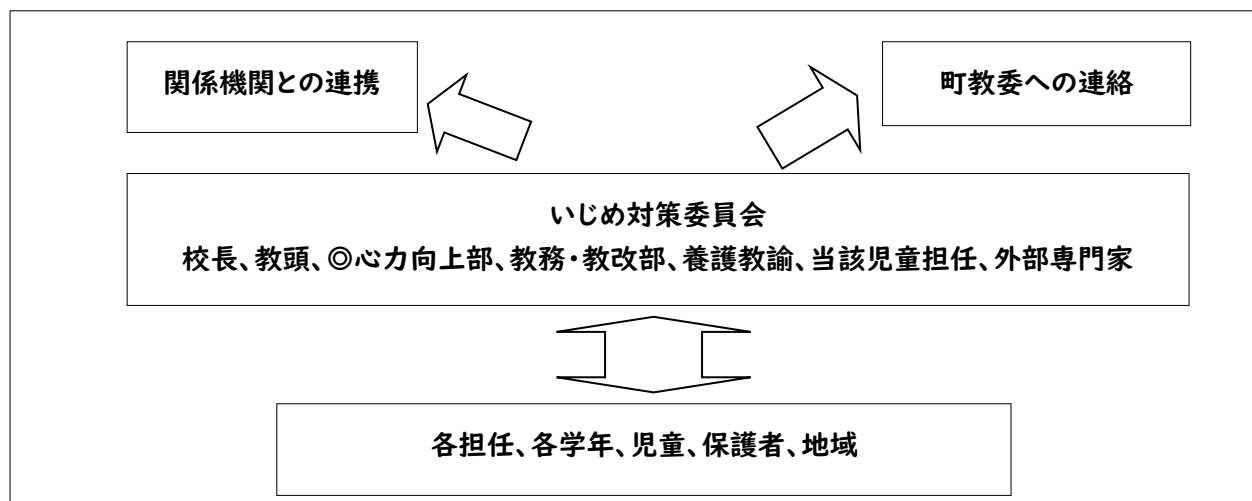 関係機関との連携
町教委への連絡
いじめ対策委員会
校長、教頭、◎心力向上部、教務・教改部、養護教諭、当該児童担任、外部専門家
各担任、各学年、児童、保護者、地域